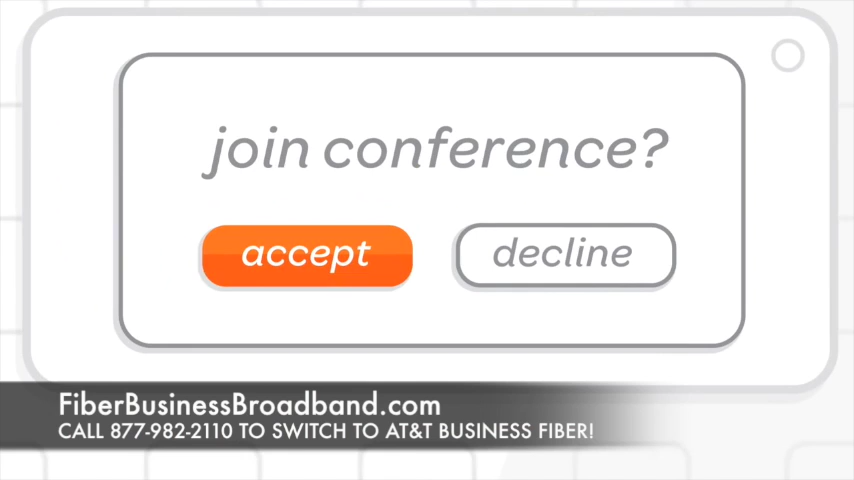 join conference?
accept
decline
FiberBusinessBroadband.com
CALL 877-982-2110 TO SWITCH TO AT&T BUSINESS FIBER!